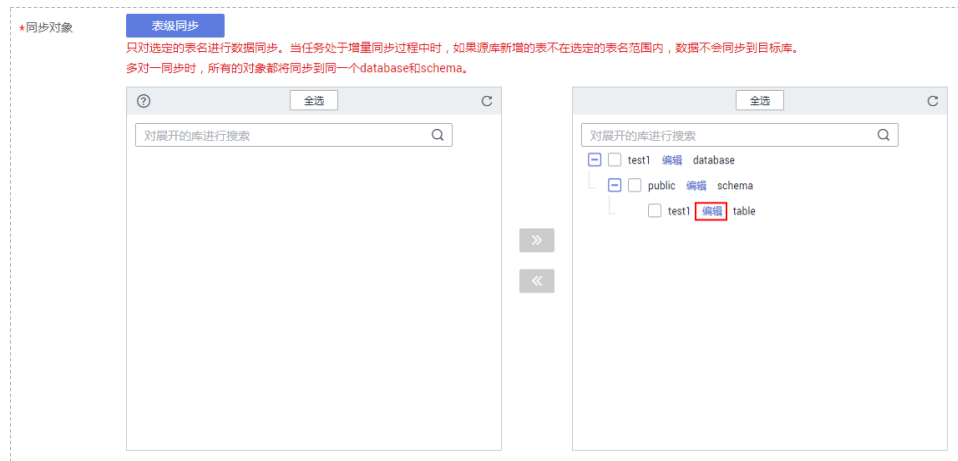 *同步对象
表级同步
只对选定的表名进行数据同步。当任务处于增量同步过程中时，如果源库新增的表不在选定的表名范围内，数据不会同步到目标库。
多对一同步时，所有的对象都将同步到同一个database和schema。
全选
对展开的库进行搜索
全选
对展开的库进行搜索
test1 编辑 database
public 编辑 schema
test1 编辑 table